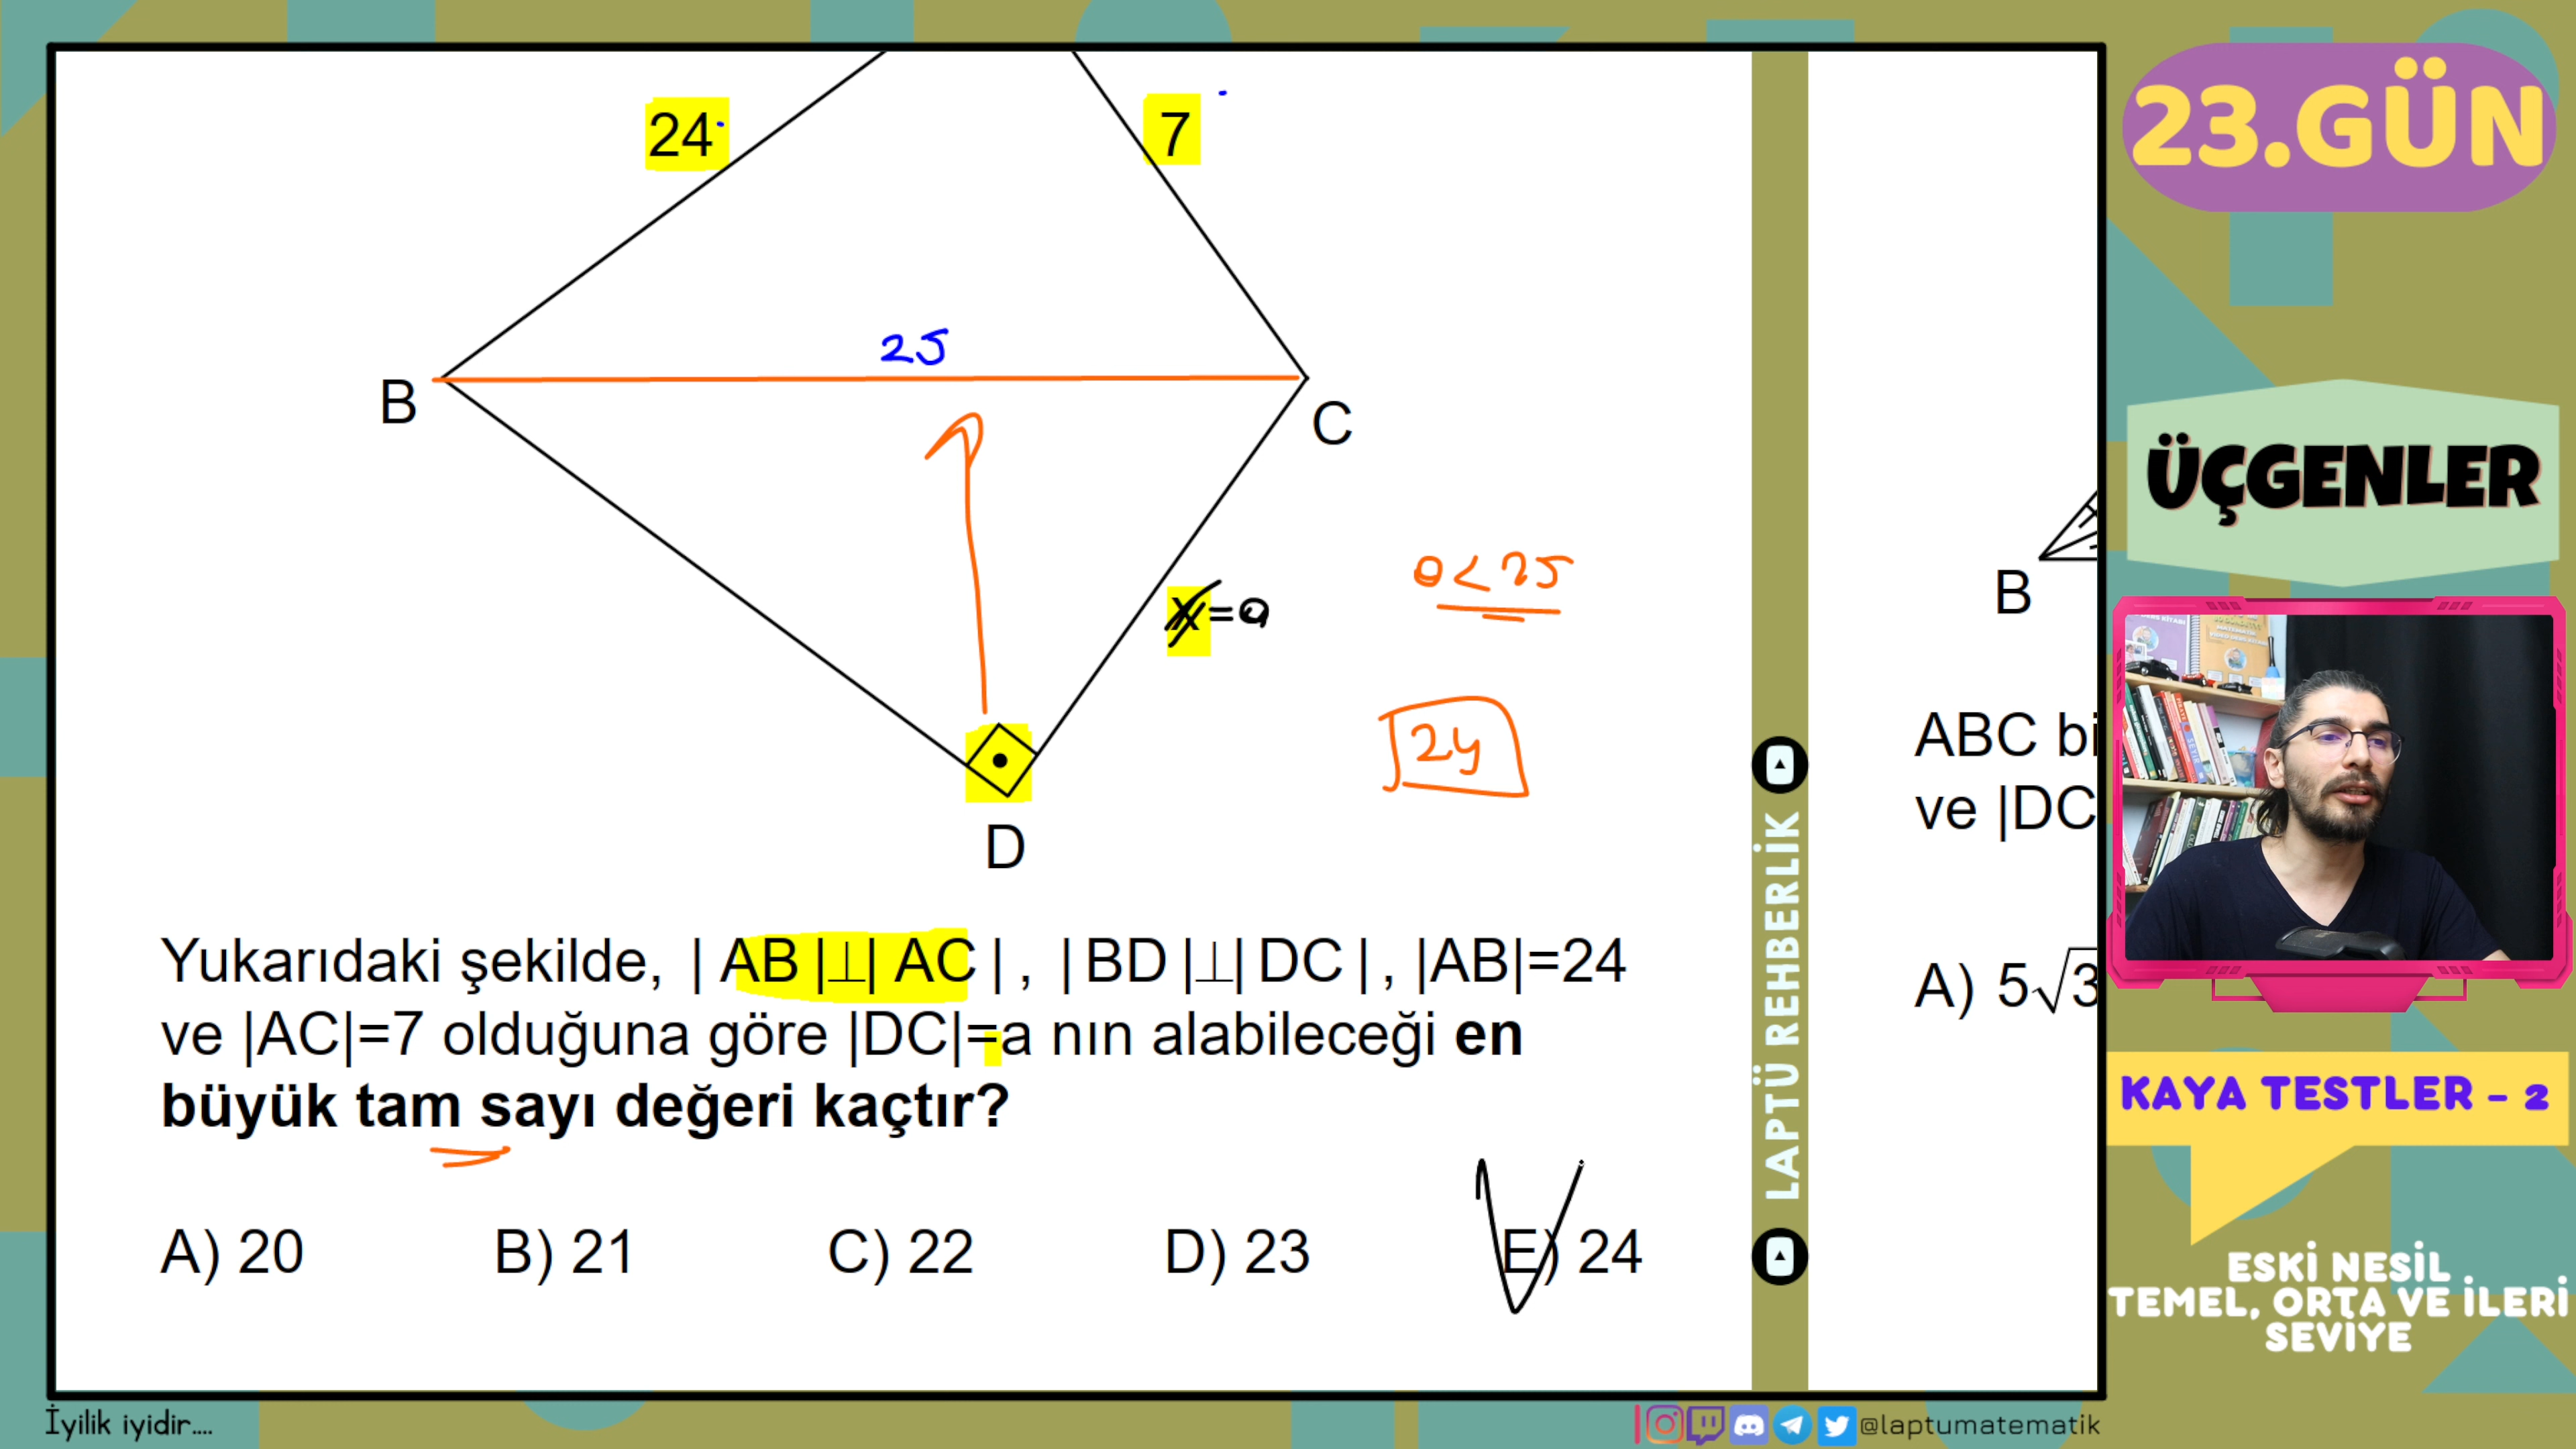 24
7
25
B
C
x=a
a<25
24
D
Yukarıdaki şekilde, | AB |⊥| AC | , | BD |⊥| DC | , |AB|=24
ve |AC|=7 olduğuna göre |DC|=a nın alabileceği en
büyük tam sayı değeri kaçtır?
A) 20 B) 21 C) 22 D) 23 E) 24
LAPTÜ REHBERLİK
B
ABC bi
ve |DC
A) 5√3
23.GÜN
ÜÇGENLER
KAYA TESTLER - 2
ESKİ NESİL
TEMEL, ORTA VE İLERİ
SEVİYE
İyilik iyidir....
@laptumatematik